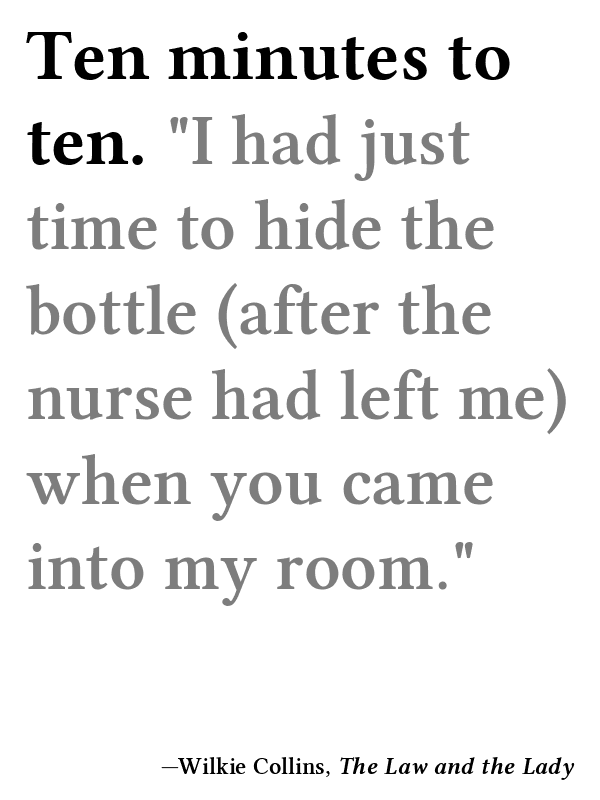 Ten minutes to
ten. "I had just
time to hide the
bottle (after the
nurse had left me)
when you came
into my room."
—Wilkie Collins, The Law and the Lady